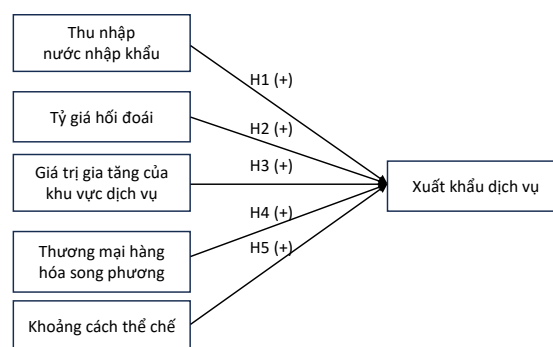 Thu nhập
nước nhập khẩu
H1 (+)
Tỷ giá hối đoái
H2 (+)
Giá trị gia tăng của
khu vực dịch vụ
H3 (+)
Xuất khẩu dịch vụ
H4 (+)
Thương mại hàng
hóa song phương
H5 (+)
Khoảng cách thể chế